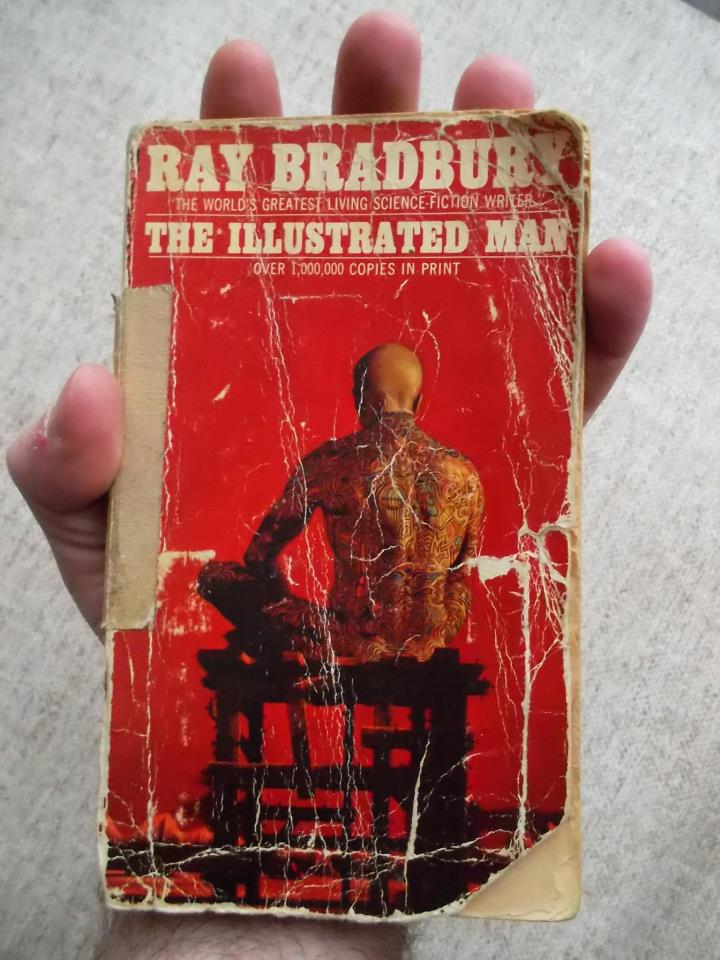 RAY BRADBURY
THE WORLD'S GREATEST LIVING SCIENCE-FICTION WRITER
THE ILLUSTRATED MAN
OVER 1,000,000 COPIES IN PRINT